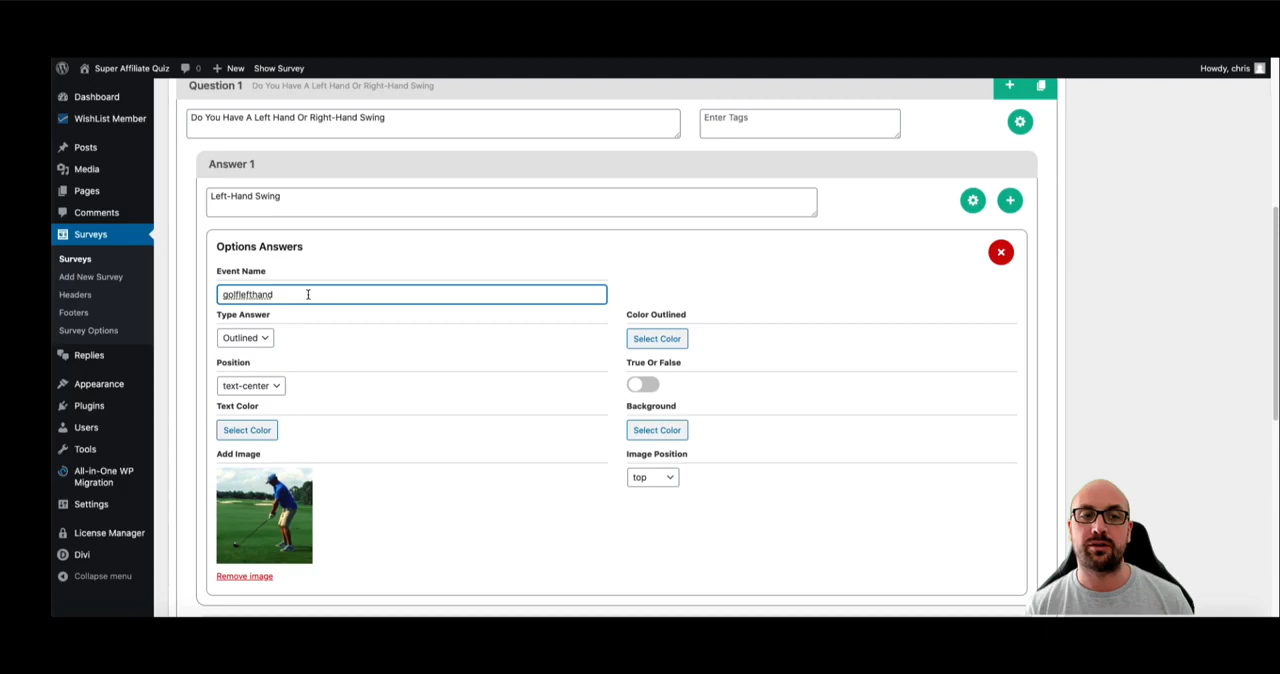 Super Affiliate Quiz 0 New Show Survey Howdy, chris
Dashboard
WishList Member
Posts
Media
Pages
Comments
Surveys
Surveys
Add New Survey
Headers
Footers
Survey Options
Replies
Appearance
Plugins
Users
Tools
All-in-One WP
Migration
Settings
License Manager
Divi
Collapse menu
Question 1 Do You Have A Left Hand Or Right-Hand Swing
Do You Have A Left Hand Or Right-Hand Swing Enter Tags
Answer 1
Left-Hand Swing
Options Answers
Event Name
golflefthand
Type Answer Color Outlined
Outlined Select Color
Position True Or False
text-center
Text Color Background
Select Color Select Color
Add Image Image Position
top
Remove image